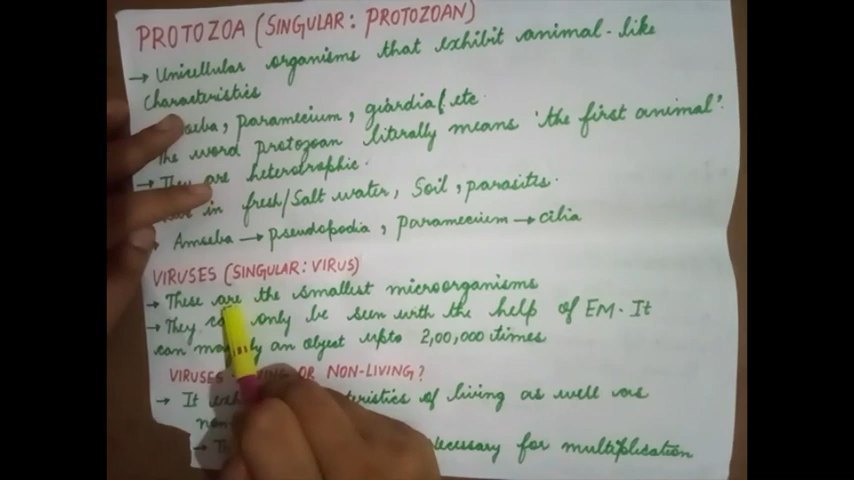 PROTOZOA (SINGULAR: PROTOZOAN)
→ Unicellular organisms that exhibit animal-like
characteristics
paramecium, giardia, etc
The word protozoan literally means 'the first animal'.
→ They are heterotrophic.
in fresh/Salt water, Soil, parasites.
Amoeba → pseudopodia, Paramecium → cilia
VIRUSES (SINGULAR: VIRUS)
→ These are the smallest microorganisms
→ They only be seen with the help of EM. It
can an object upto 2,00,000 times
VIRUSES OR NON-LIVING?
→ It of living as well as
→ for multiplication